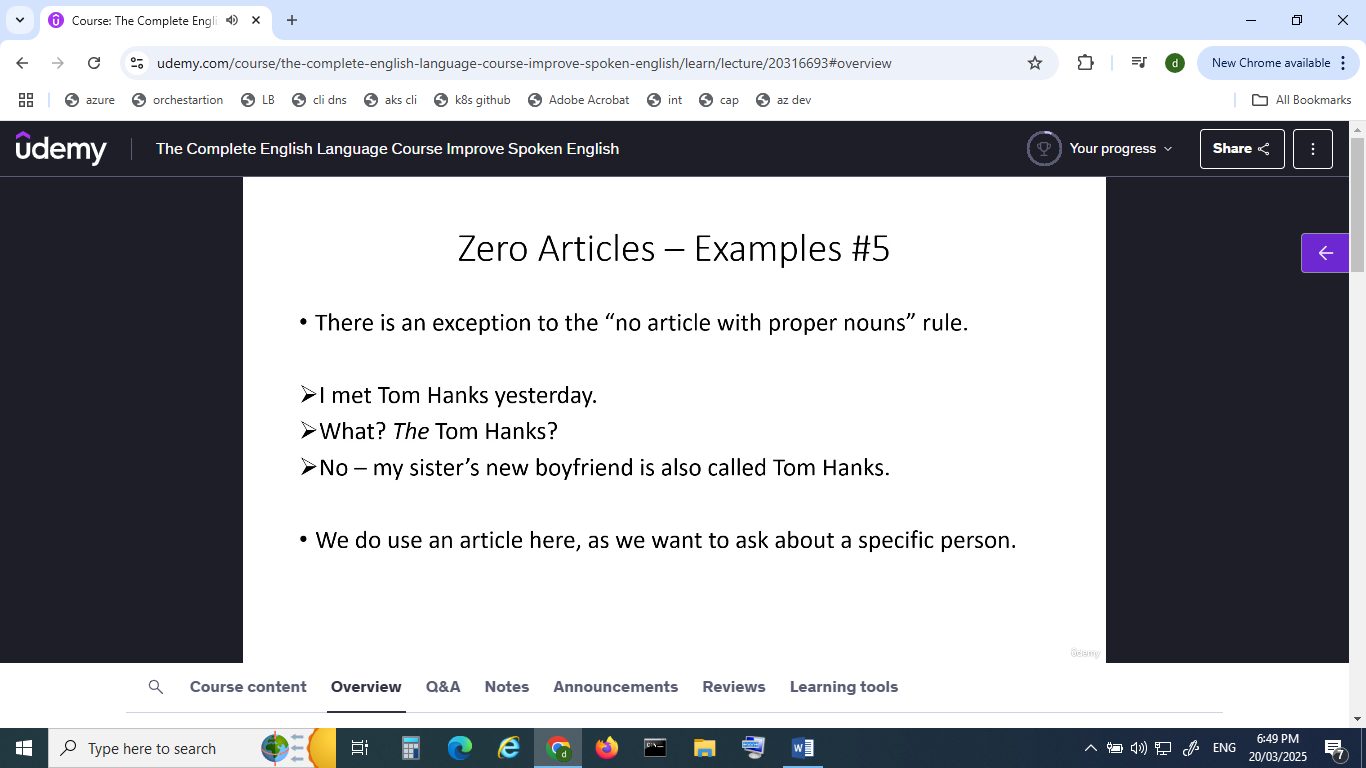 Course: The Complete Engli
udemy.com/course/the-complete-english-language-course-improve-spoken-english/learn/lecture/20316693#overview
d
New Chrome available
azure
orchestartion
LB
cli dns
aks cli
k8s github
Adobe Acrobat
int
cap
az dev
All Bookmarks
udemy
The Complete English Language Course Improve Spoken English
Your progress
Share
Zero Articles – Examples #5
• There is an exception to the “no article with proper nouns” rule.
➢I met Tom Hanks yesterday.
➢What? The Tom Hanks?
➢No – my sister’s new boyfriend is also called Tom Hanks.
• We do use an article here, as we want to ask about a specific person.
udemy
Course content
Overview
Q&A
Notes
Announcements
Reviews
Learning tools
Type here to search
ENG
6:49 PM
20/03/2025
7